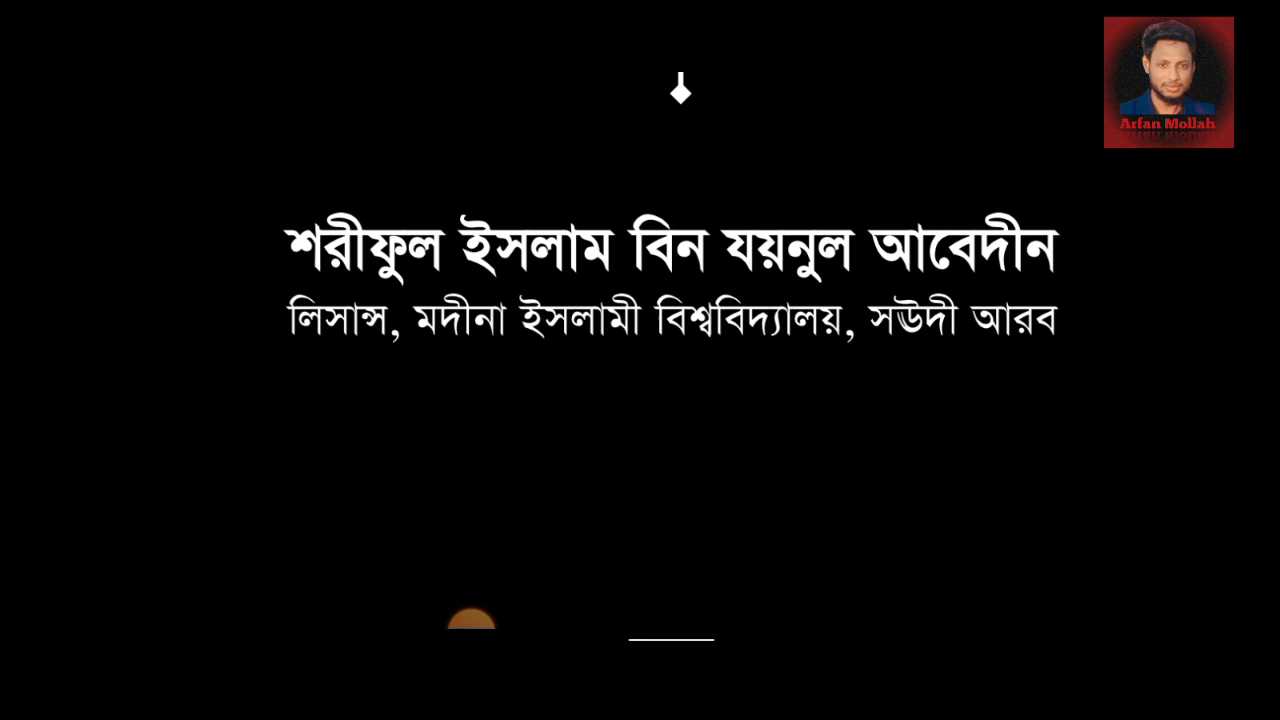 Arfan Mollah
শরীফুল ইসলাম বিন যয়নুল আবেদীন
লিসান্স, মদীনা ইসলামী বিশ্ববিদ্যালয়, সঊদী আরব